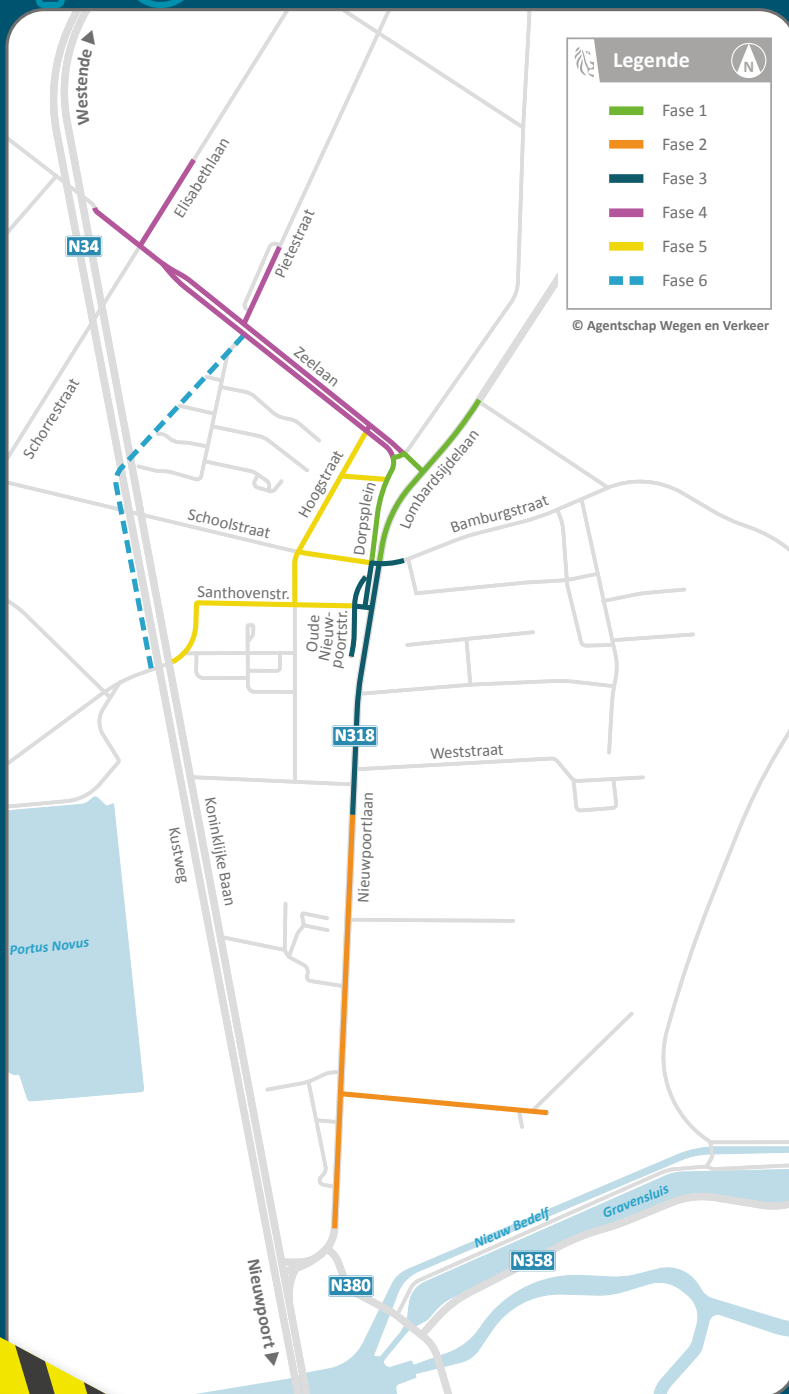 Legende
N
Fase 1
Fase 2
Fase 3
Fase 4
Fase 5
Fase 6
© Agentschap Wegen en Verkeer
Westende
Elisabethlaan
Pietestraat
N34
Zeelaan
Schorrestraat
Hoogstraat
Dorpsplein
Lombardsijdelaan
Bamburgstraat
Schoolstraat
Santhovenstr.
Oude
Nieuw-
poortstr.
N318
Weststraat
Nieuwpoortlaan
Koninklijke Baan
Kustweg
Portus Novus
Nieuw Bedelf
Gravensluis
N358
N380
Nieuwpoort